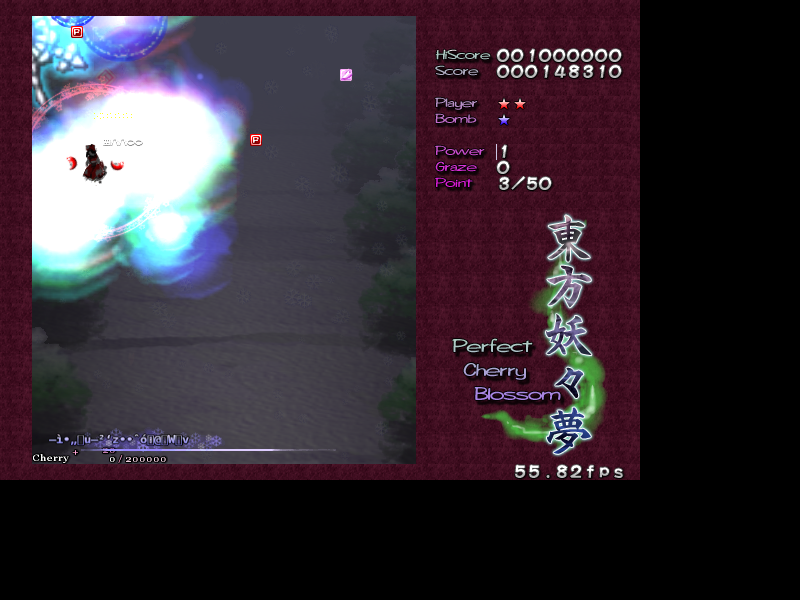 HiScore 001000000
Score 000148310
Player
Bomb
Power 1
Graze 0
Point 3/50
東方妖々夢
Perfect
Cherry
Blossom
P
P
Cherry + 0/200000
55.82fps